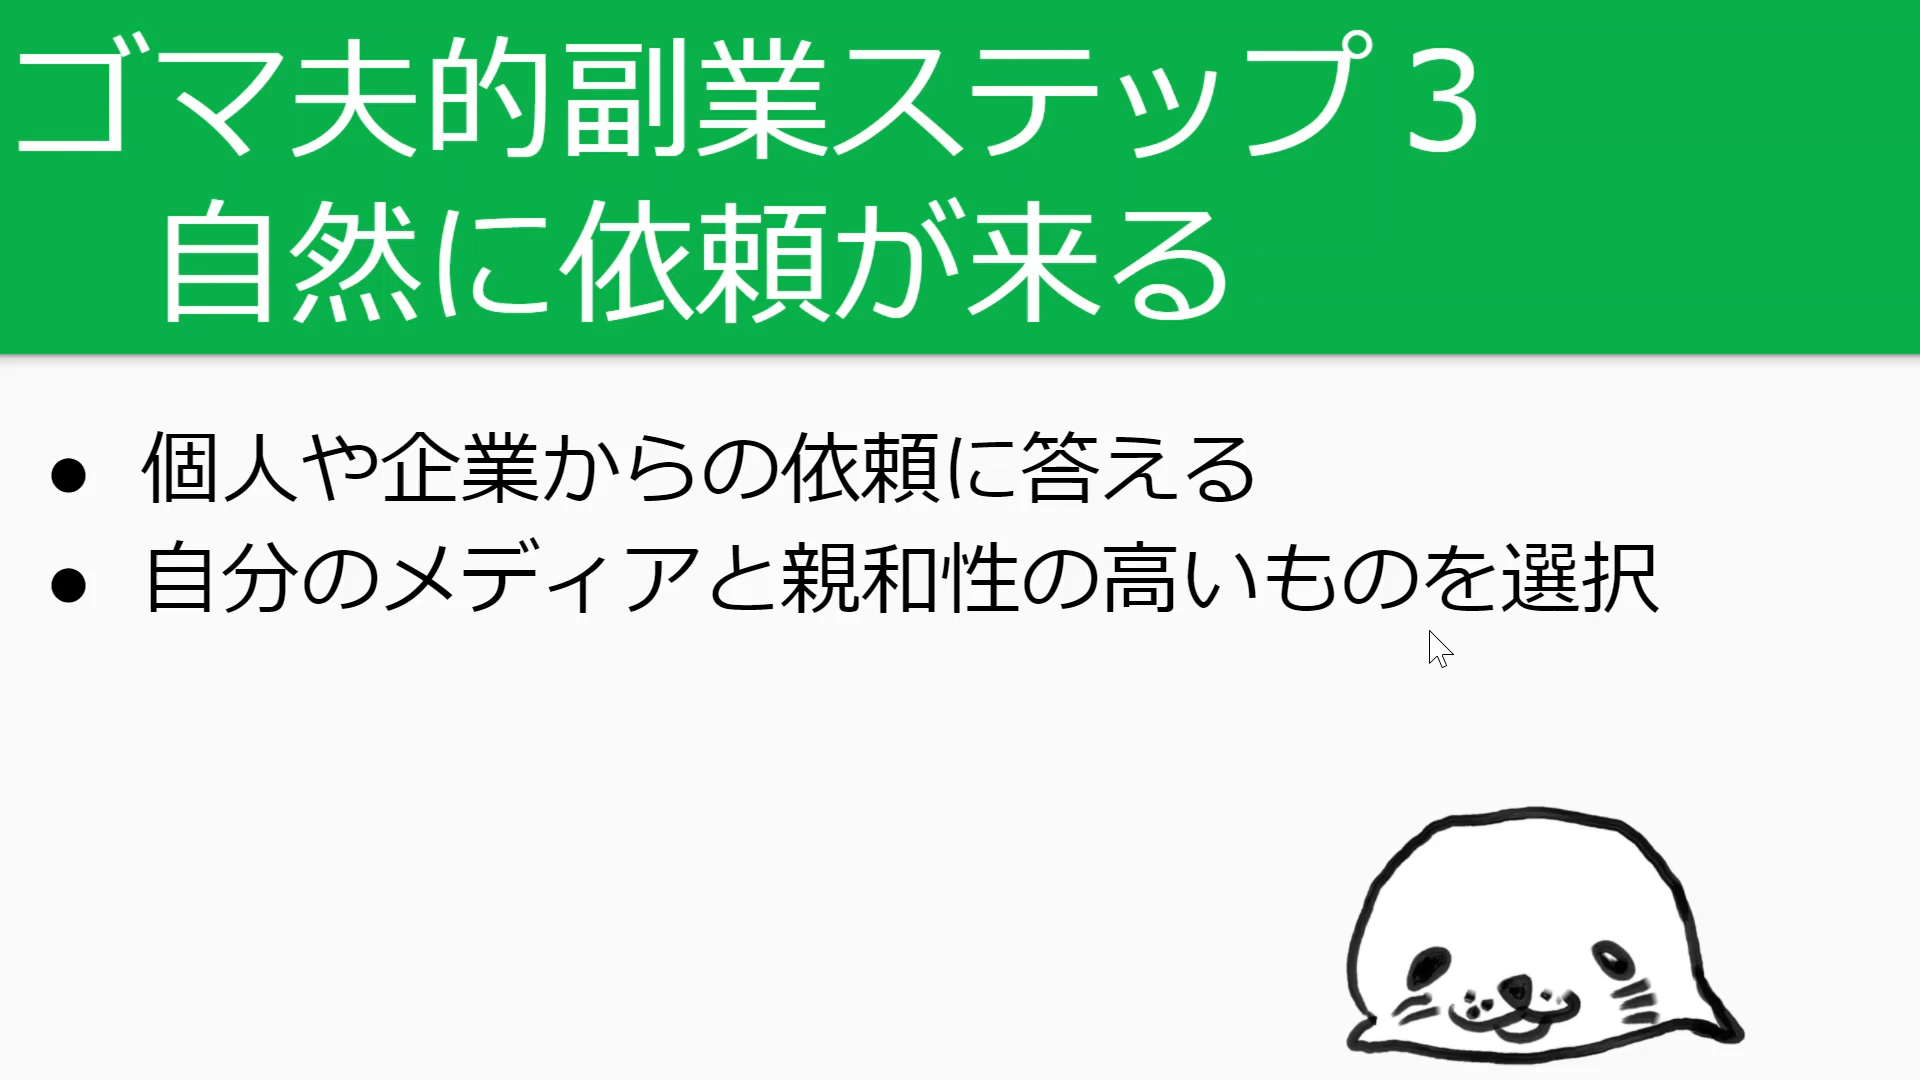 ゴマ夫的副業ステップ３
自然に依頼が来る
● 個人や企業からの依頼に答える
● 自分のメディアと親和性の高いものを選択